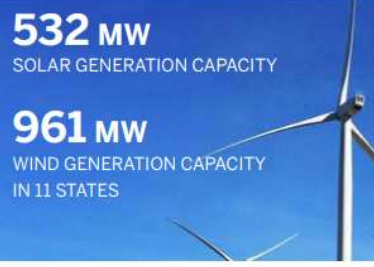 532 MW
SOLAR GENERATION CAPACITY
961 MW
WIND GENERATION CAPACITY
IN 11 STATES